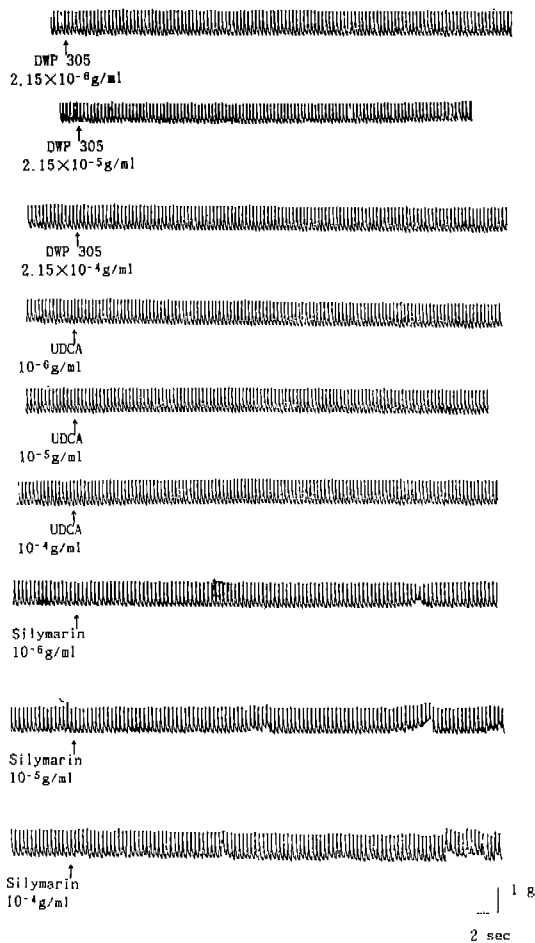 DWP 305
2.15×10⁻⁶g/ml
DWP 305
2.15×10⁻⁵g/ml
DWP 305
2.15×10⁻⁴g/ml
UDCA
10⁻⁶g/ml
UDCA
10⁻⁵g/ml
UDCA
10⁻⁴g/ml
Silymarin
10⁻⁶g/ml
Silymarin
10⁻⁵g/ml
Silymarin
10⁻⁴g/ml
1 g
2 sec